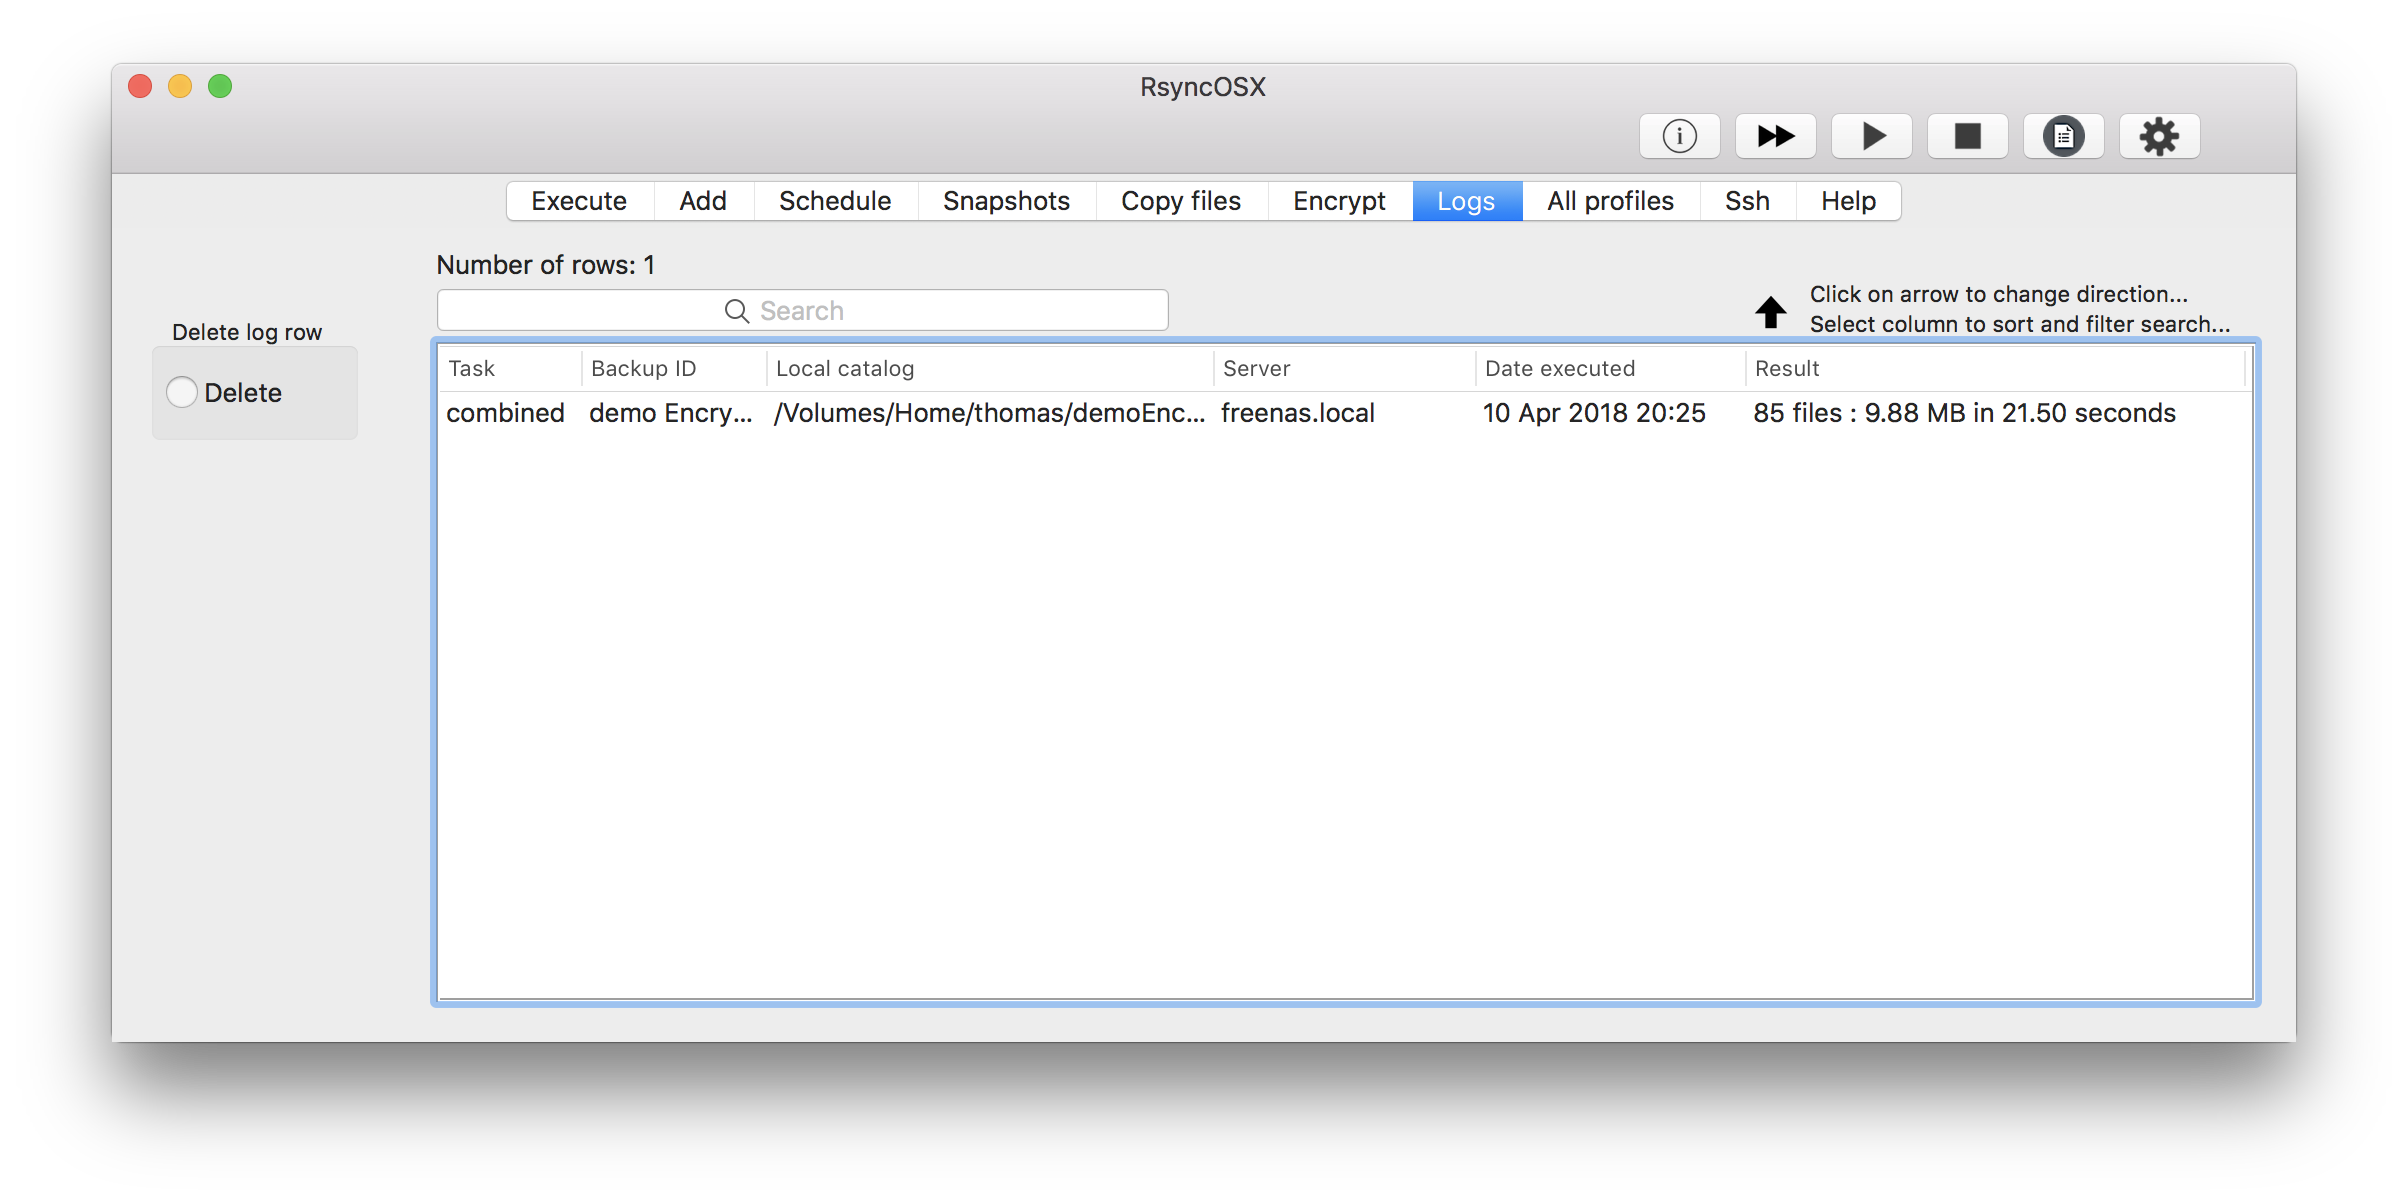 RsyncOSX
Execute Add Schedule Snapshots Copy files Encrypt Logs All profiles Ssh Help
Number of rows: 1
Search
Click on arrow to change direction...
Select column to sort and filter search...
Delete log row
Delete
Task Backup ID Local catalog Server Date executed Result
combined demo Encry... /Volumes/Home/thomas/demoEnc... freenas.local 10 Apr 2018 20:25 85 files : 9.88 MB in 21.50 seconds